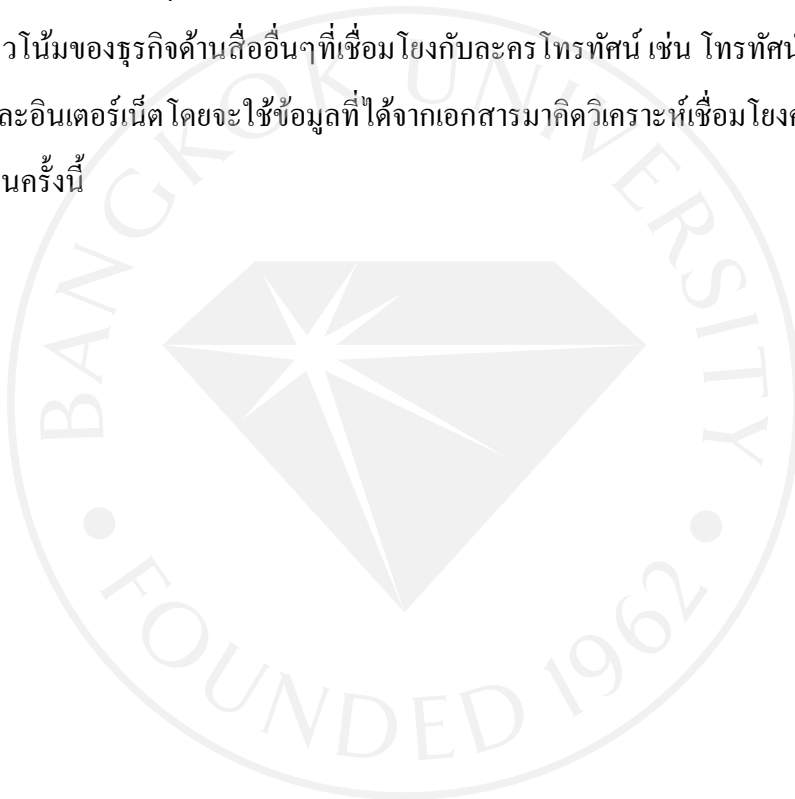 วโน้มของธุรกิจด้านสื่ออื่นๆที่เชื่อมโยงกับละครโทรทัศน์ เช่น โทรทัศน์
ละอินเตอร์เน็ตโดยจะใช้ข้อมูลที่ได้จากเอกสารมาคิดวิเคราะห์เชื่อมโยง
นครั้งนี้
BANGKOK UNIVERSITY
FOUNDED 1962